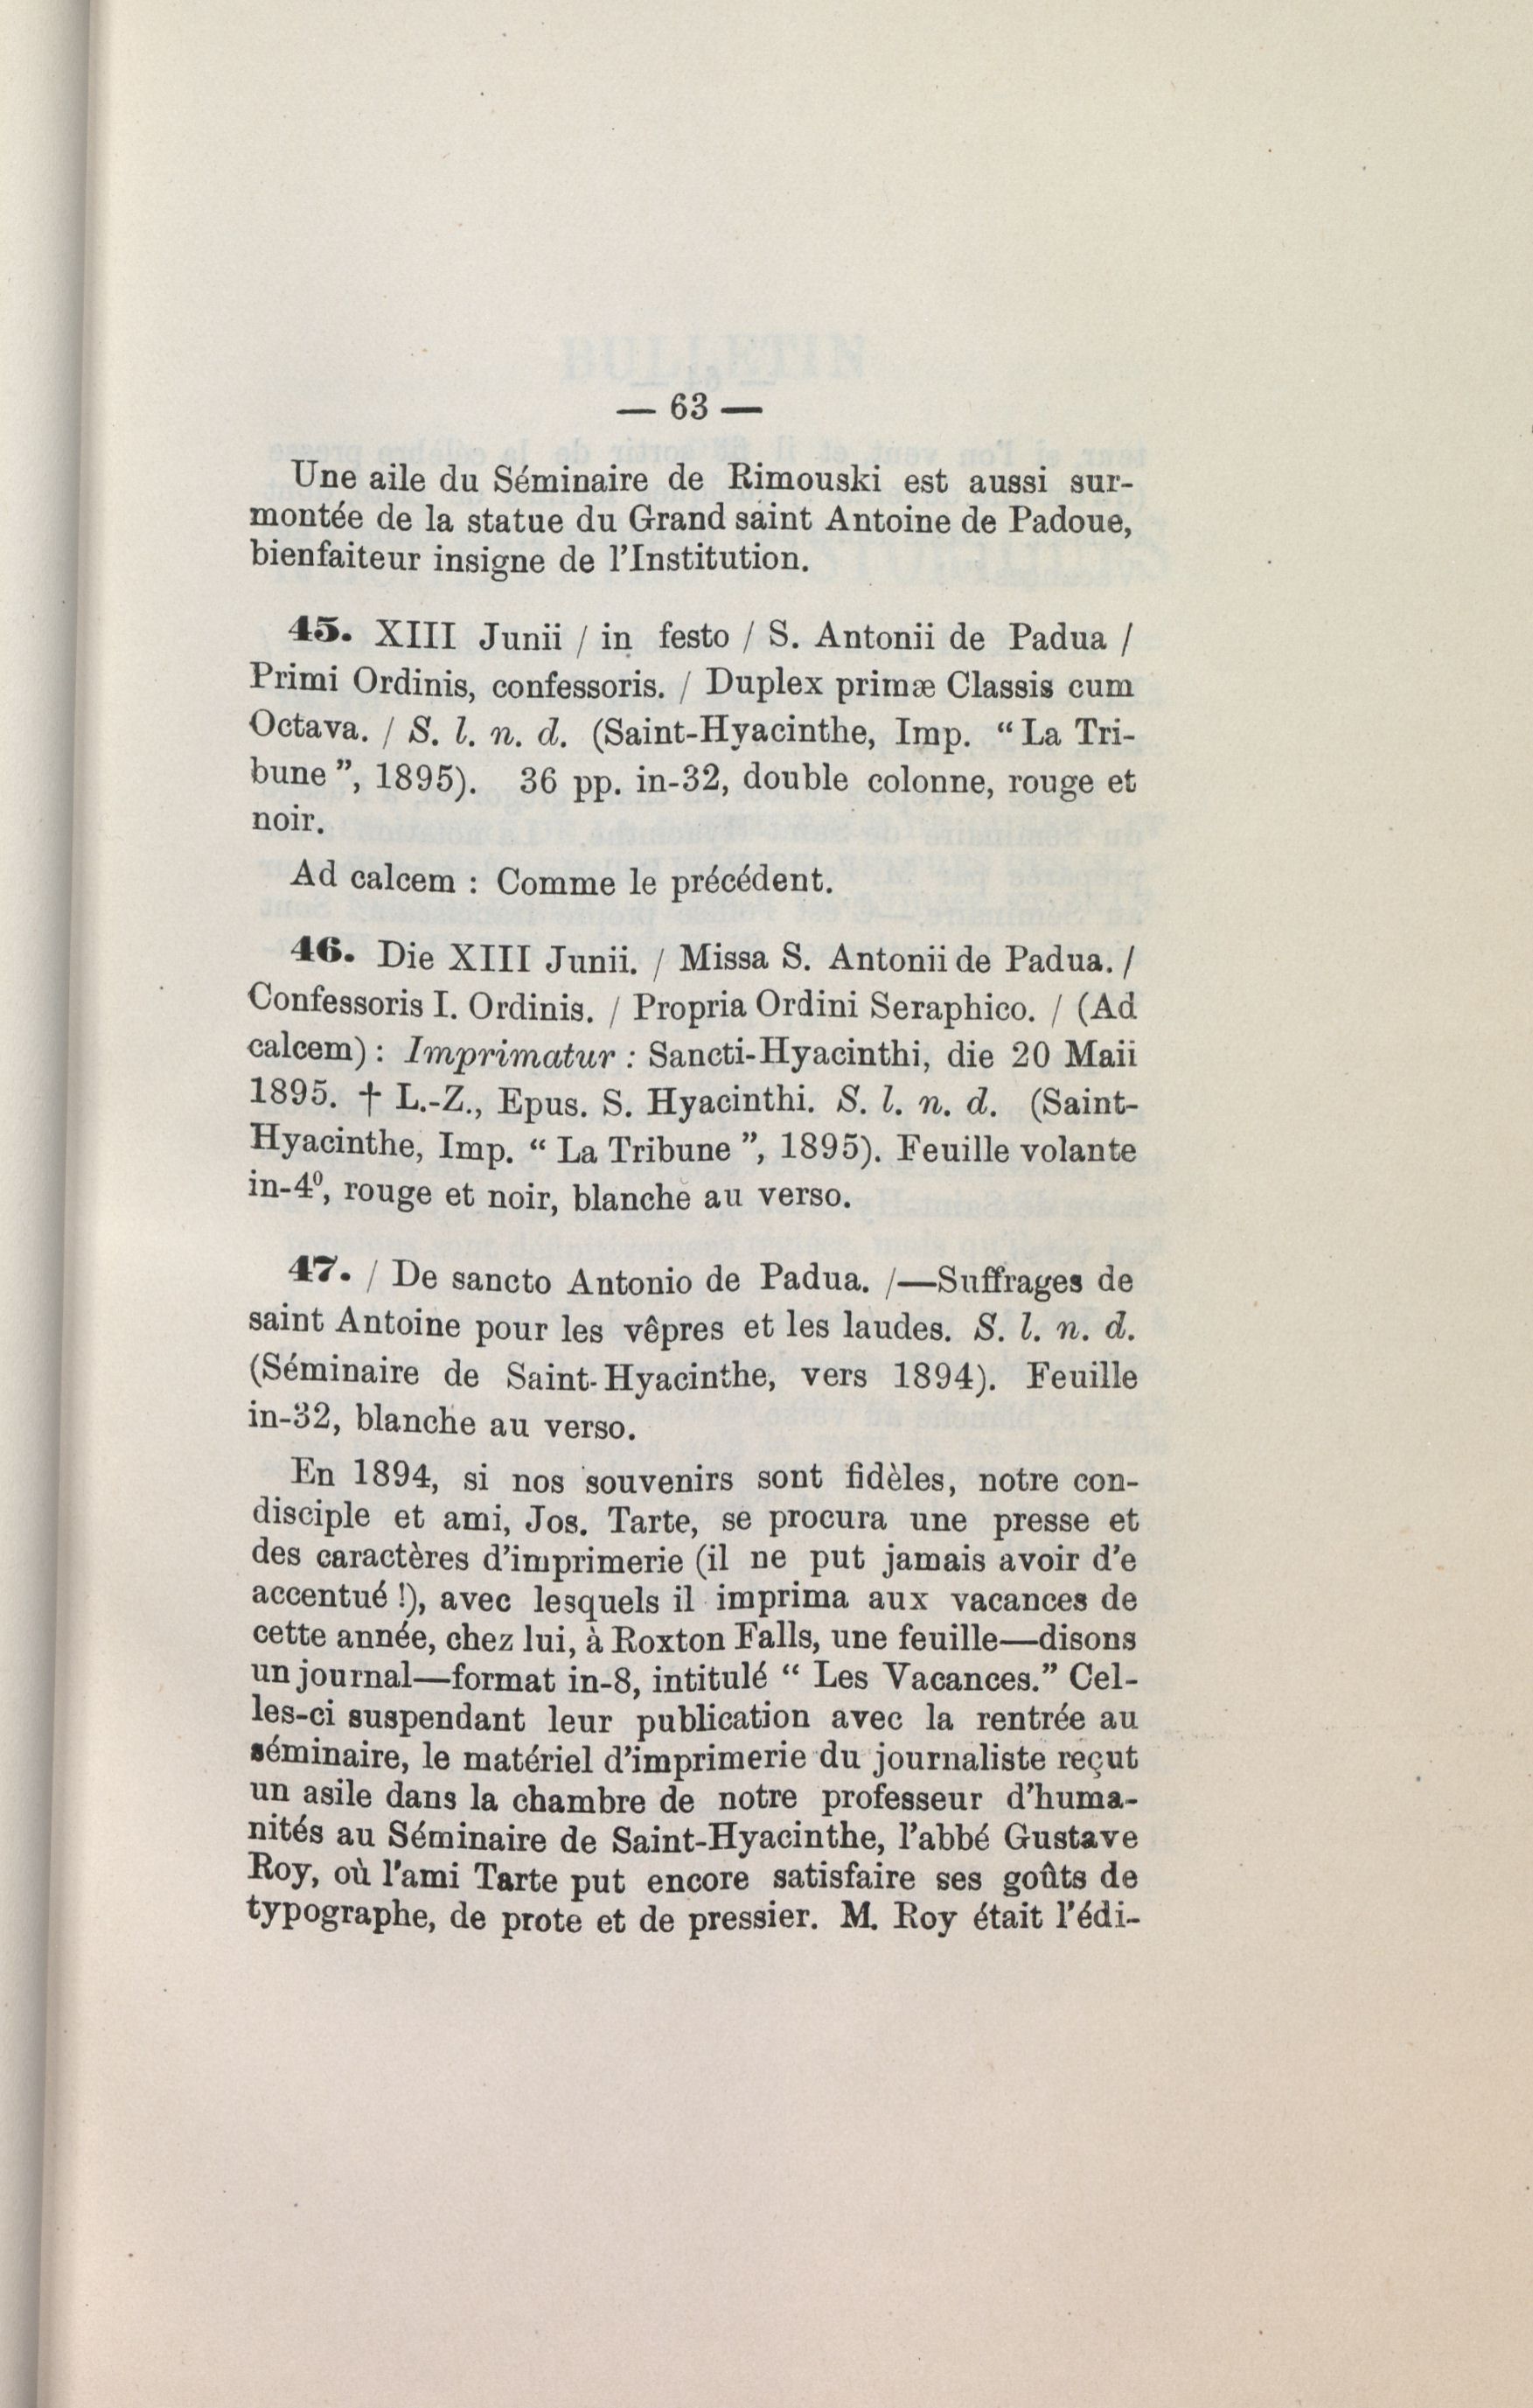 — 63 —
Une aile du Séminaire de Rimouski est aussi sur-
montée de la statue du Grand saint Antoine de Padoue,
bienfaiteur insigne de l'Institution.
45. XIII Junii / in festo / S. Antonii de Padua /
Primi Ordinis, confessoris. / Duplex primæ Classis cum
Octava. / S. l. n. d. (Saint-Hyacinthe, Imp. “ La Tri-
bune ”, 1895). 36 pp. in-32, double colonne, rouge et
noir.
Ad calcem : Comme le précédent.
46. Die XIII Junii. / Missa S. Antonii de Padua. /
Confessoris I. Ordinis. / Propria Ordini Seraphico. / (Ad
calcem) : Imprimatur : Sancti-Hyacinthi, die 20 Maii
1895. † L.-Z., Epus. S. Hyacinthi. S. l. n. d. (Saint-
Hyacinthe, Imp. “ La Tribune ”, 1895). Feuille volante
in-4⁰, rouge et noir, blanche au verso.
47. / De sancto Antonio de Padua. /—Suffrages de
saint Antoine pour les vêpres et les laudes. S. l. n. d.
(Séminaire de Saint-Hyacinthe, vers 1894). Feuille
in-32, blanche au verso.
En 1894, si nos souvenirs sont fidèles, notre con-
disciple et ami, Jos. Tarte, se procura une presse et
des caractères d'imprimerie (il ne put jamais avoir d'e
accentué !), avec lesquels il imprima aux vacances de
cette année, chez lui, à Roxton Falls, une feuille—disons
un journal—format in-8, intitulé “ Les Vacances.” Cel-
les-ci suspendant leur publication avec la rentrée au
séminaire, le matériel d'imprimerie du journaliste reçut
un asile dans la chambre de notre professeur d'huma-
nités au Séminaire de Saint-Hyacinthe, l'abbé Gustave
Roy, où l'ami Tarte put encore satisfaire ses goûts de
typographe, de prote et de pressier. M. Roy était l'édi-